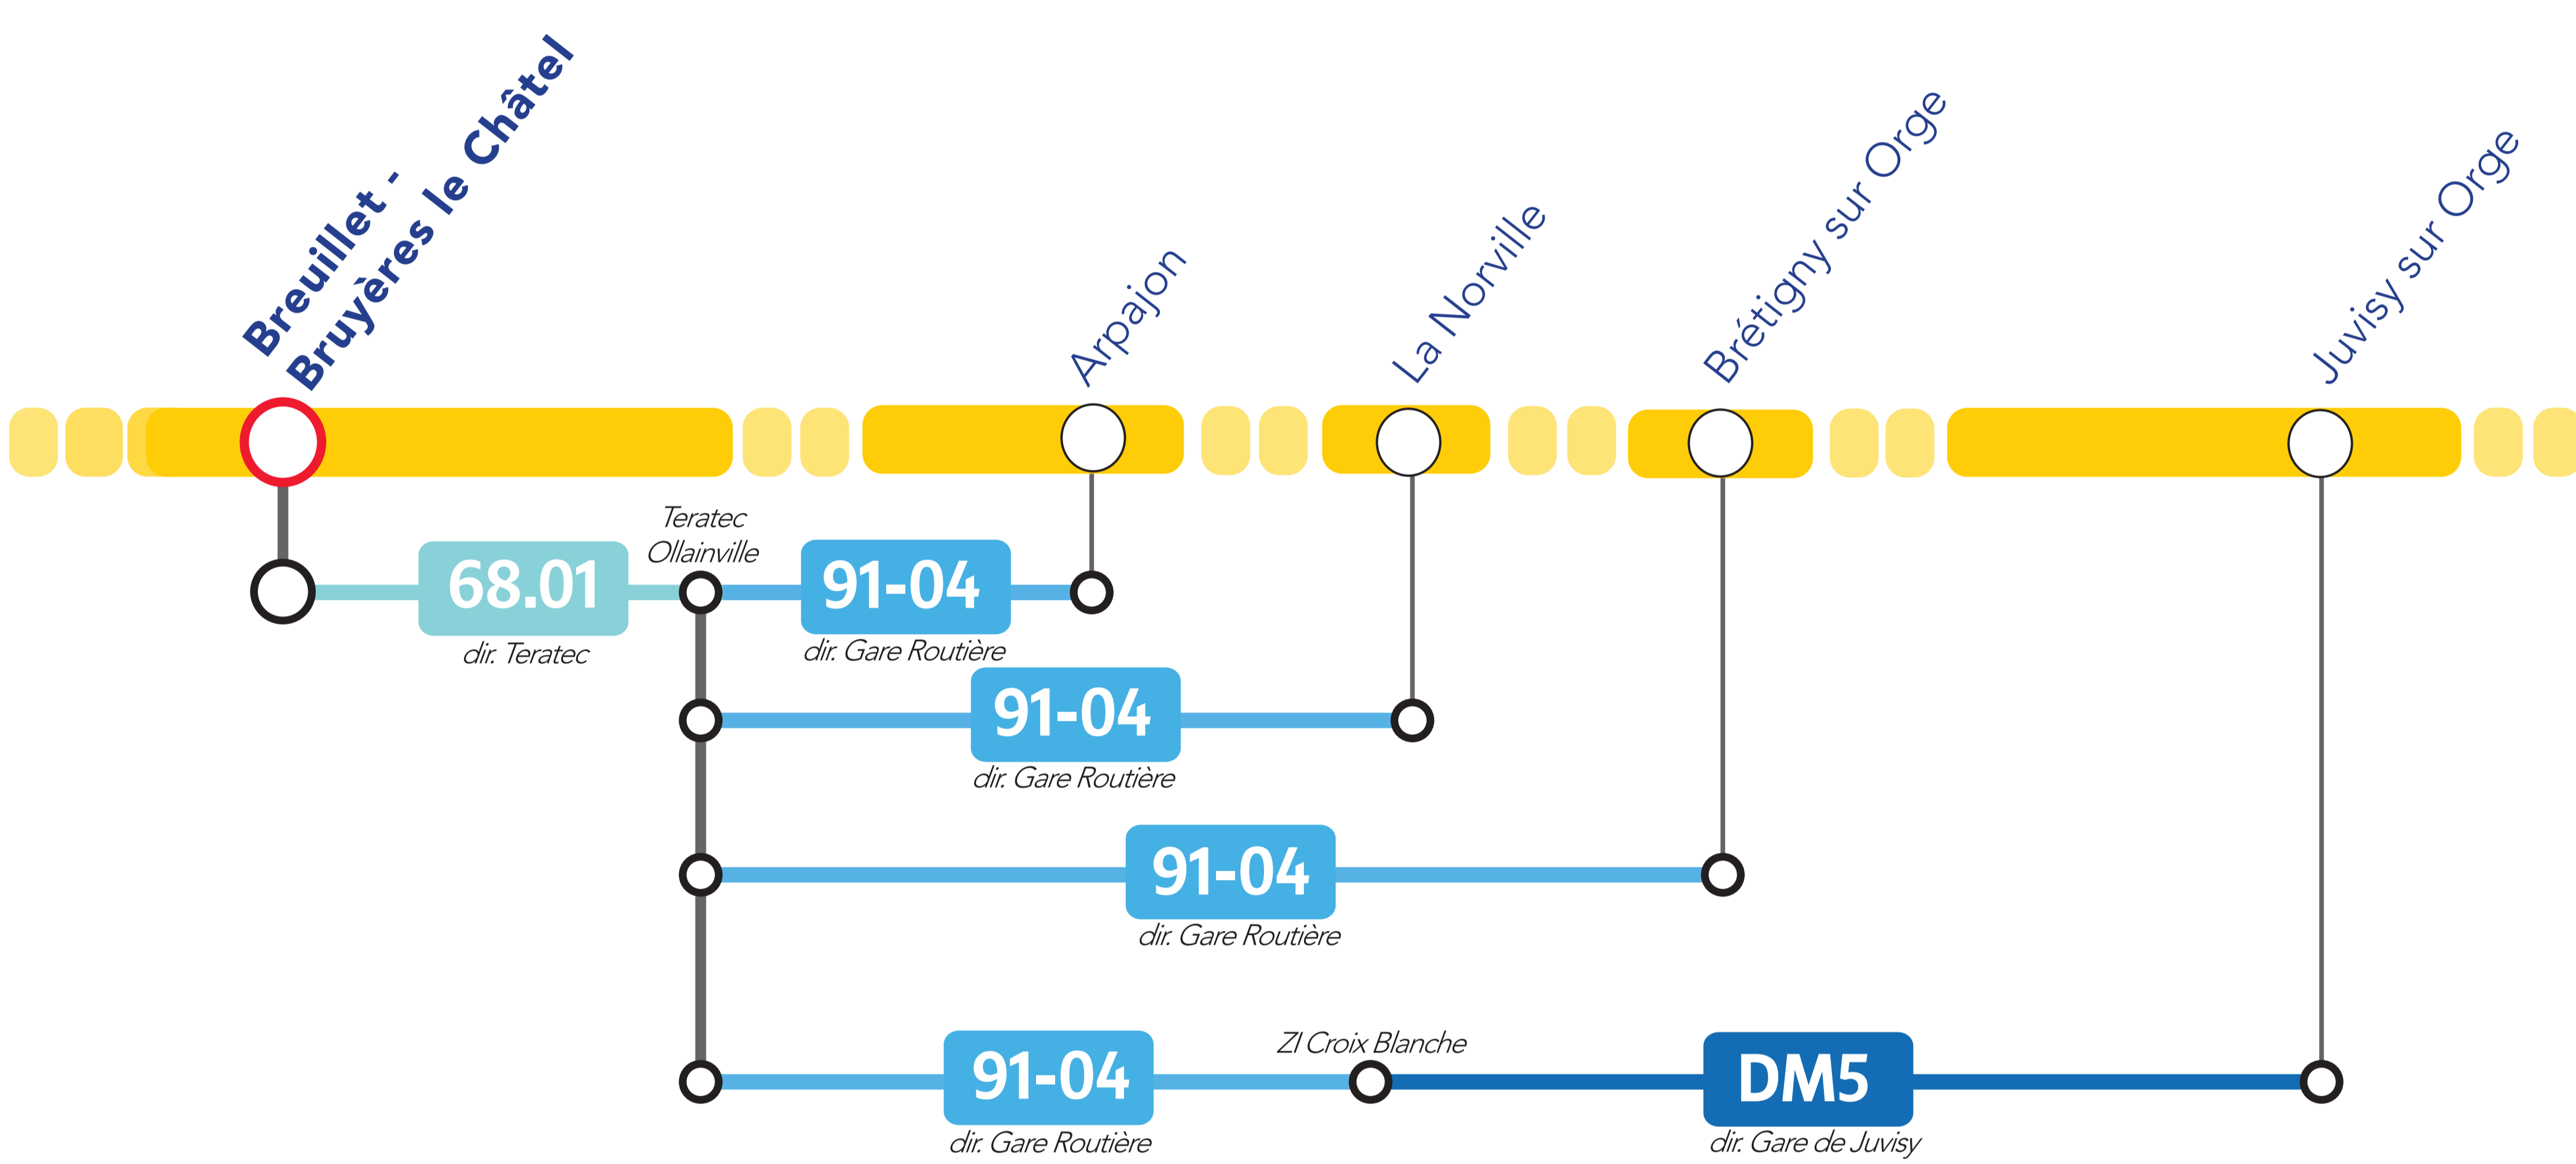 Breuillet -
Bruyères le Châtel
Arpajon
La Norville
Brétigny sur Orge
Juvisy sur Orge
Teratec
Ollainville
68.01
dir. Teratec
91-04
dir. Gare Routière
91-04
dir. Gare Routière
91-04
dir. Gare Routière
91-04
dir. Gare Routière
ZI Croix Blanche
DM5
dir. Gare de Juvisy